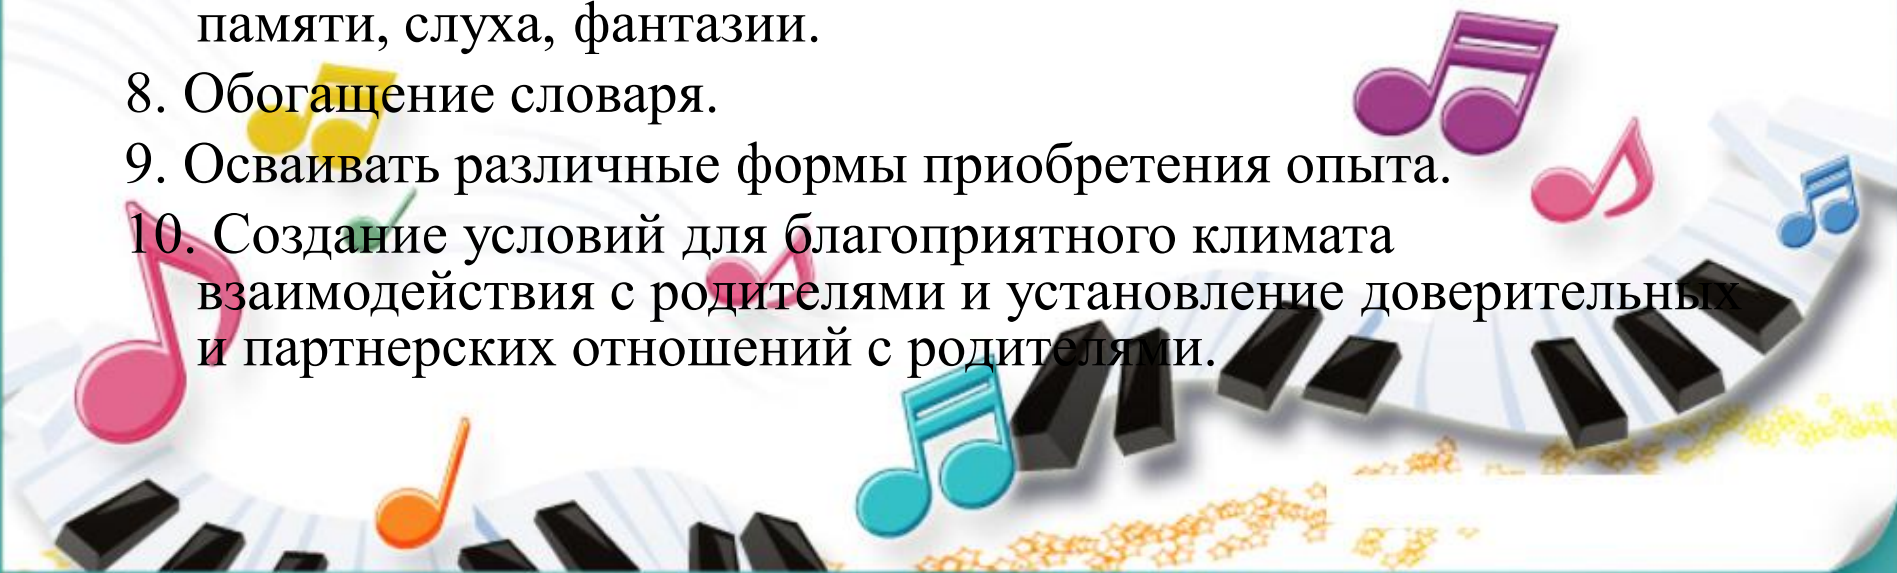 памяти, слуха, фантазии.
8. Обогащение словаря.
9. Осваивать различные формы приобретения опыта.
10. Создание условий для благоприятного климата
взаимодействия с родителями и установление доверительных
и партнерских отношений с родителями.